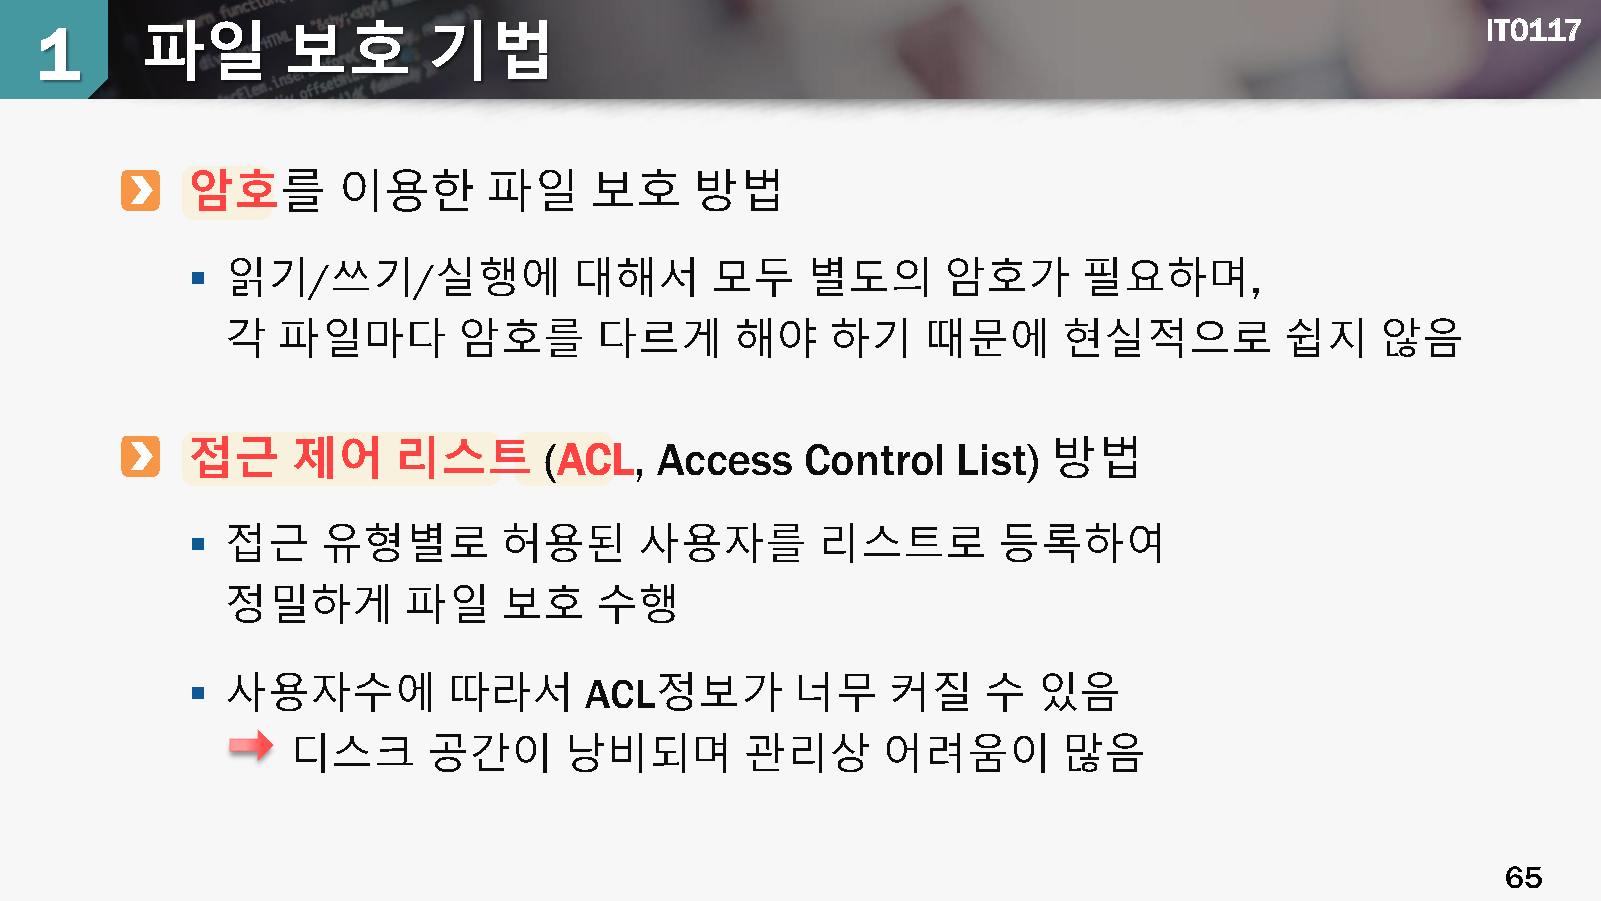 1
파일 보호 기법
IT0117
암호를 이용한 파일 보호 방법
읽기/쓰기/실행에 대해서 모두 별도의 암호가 필요하며,
각 파일마다 암호를 다르게 해야 하기 때문에 현실적으로 쉽지 않음
접근 제어 리스트 (ACL, Access Control List) 방법
접근 유형별로 허용된 사용자를 리스트로 등록하여
정밀하게 파일 보호 수행
사용자수에 따라서 ACL정보가 너무 커질 수 있음
디스크 공간이 낭비되며 관리상 어려움이 많음
65